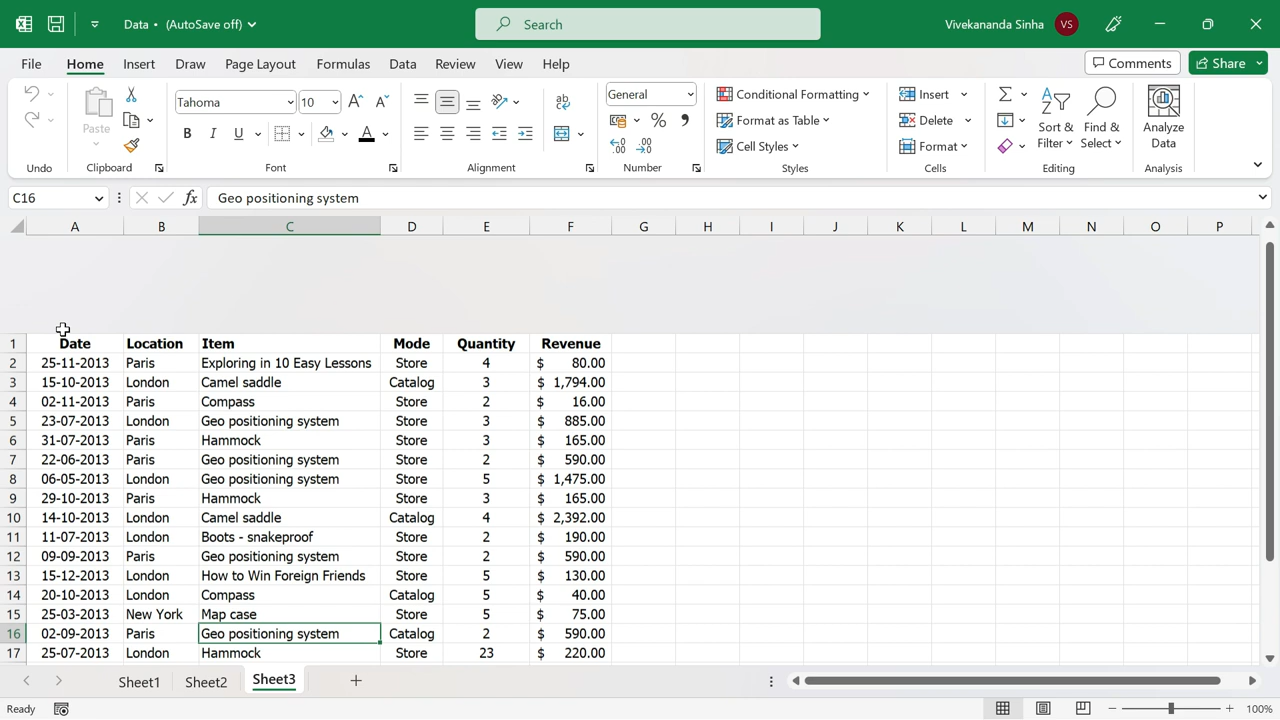 Data • (AutoSave off)
Search
Vivekananda Sinha VS
File Home Insert Draw Page Layout Formulas Data Review View Help
Comments Share
Paste
Tahoma 10
B I U A
ab
General
% ,
Conditional Formatting
Format as Table
Cell Styles
Insert
Delete
Format
Sort & Filter
Find & Select
Analyze Data
Undo Clipboard Font Alignment Number Styles Cells Editing Analysis
C16 fx Geo positioning system
A B C D E F G H I J K L M N O P
1 Date Location Item Mode Quantity Revenue
2 25-11-2013 Paris Exploring in 10 Easy Lessons Store 4 $ 80.00
3 15-10-2013 London Camel saddle Catalog 3 $ 1,794.00
4 02-11-2013 Paris Compass Store 2 $ 16.00
5 23-07-2013 London Geo positioning system Store 3 $ 885.00
6 31-07-2013 Paris Hammock Store 3 $ 165.00
7 22-06-2013 Paris Geo positioning system Store 2 $ 590.00
8 06-05-2013 London Geo positioning system Store 5 $ 1,475.00
9 29-10-2013 Paris Hammock Store 3 $ 165.00
10 14-10-2013 London Camel saddle Catalog 4 $ 2,392.00
11 11-07-2013 London Boots - snakeproof Store 2 $ 190.00
12 09-09-2013 Paris Geo positioning system Store 2 $ 590.00
13 15-12-2013 London How to Win Foreign Friends Store 5 $ 130.00
14 20-10-2013 London Compass Catalog 5 $ 40.00
15 25-03-2013 New York Map case Store 5 $ 75.00
16 02-09-2013 Paris Geo positioning system Catalog 2 $ 590.00
17 25-07-2013 London Hammock Store 23 $ 220.00
Sheet1 Sheet2 Sheet3
Ready 100%